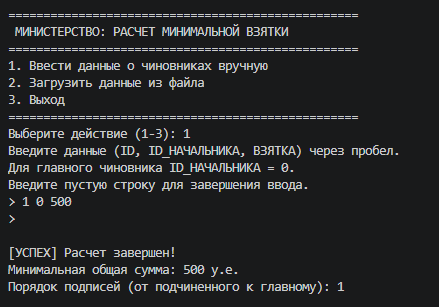 ==================================================
МИНИСТЕРСТВО: РАСЧЕТ МИНИМАЛЬНОЙ ВЗЯТКИ
==================================================
1. Ввести данные о чиновниках вручную
2. Загрузить данные из файла
3. Выход
==================================================
Выберите действие (1-3): 1
Введите данные (ID, ID_НАЧАЛЬНИКА, ВЗЯТКА) через пробел.
Для главного чиновника ID_НАЧАЛЬНИКА = 0.
Введите пустую строку для завершения ввода.
> 1 0 500
>
[УСПЕХ] Расчет завершен!
Минимальная общая сумма: 500 у.е.
Порядок подписей (от подчиненного к главному): 1